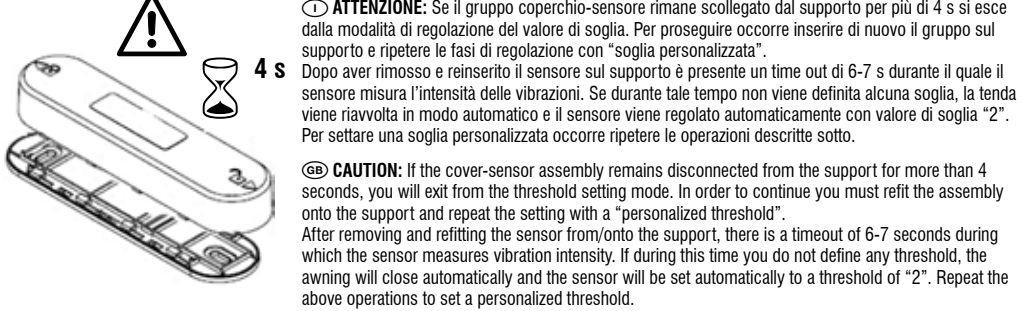 I ATTENZIONE: Se il gruppo coperchio-sensore rimane scollegato dal supporto per più di 4 s si esce
dalla modalità di regolazione del valore di soglia. Per proseguire occorre inserire di nuovo il gruppo sul
supporto e ripetere le fasi di regolazione con “soglia personalizzata”.
4 s
Dopo aver rimosso e reinserito il sensore sul supporto è presente un time out di 6-7 s durante il quale il
sensore misura l’intensità delle vibrazioni. Se durante tale tempo non viene definita alcuna soglia, la tenda
viene riavvolta in modo automatico e il sensore viene regolato automaticamente con valore di soglia “2”.
Per settare una soglia personalizzata occorre ripetere le operazioni descritte sotto.
GB CAUTION: If the cover-sensor assembly remains disconnected from the support for more than 4
seconds, you will exit from the threshold setting mode. In order to continue you must refit the assembly
onto the support and repeat the setting with a “personalized threshold”.
After removing and refitting the sensor from/onto the support, there is a timeout of 6-7 seconds during
which the sensor measures vibration intensity. If during this time you do not define any threshold, the
awning will close automatically and the sensor will be set automatically to a threshold of “2”. Repeat the
above operations to set a personalized threshold.